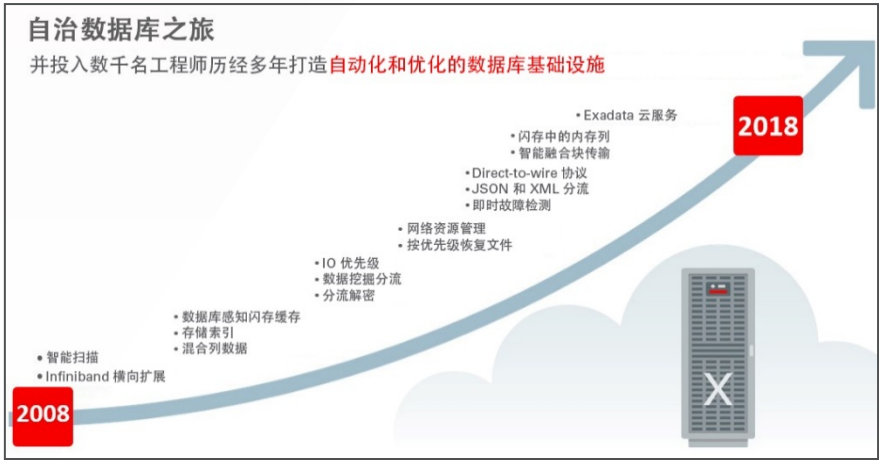 自治数据库之旅
并投入数千名工程师历经多年打造自动化和优化的数据库基础设施
• Exadata 云服务
2018
• 闪存中的内存列
• 智能融合块传输
• Direct-to-wire 协议
• JSON 和 XML 分流
• 即时故障检测
• 网络资源管理
• 按优先级恢复文件
• IO 优先级
• 数据挖掘分流
• 分流解密
• 数据库感知闪存缓存
• 存储索引
• 混合列数据
• 智能扫描
• Infiniband 横向扩展
2008
X